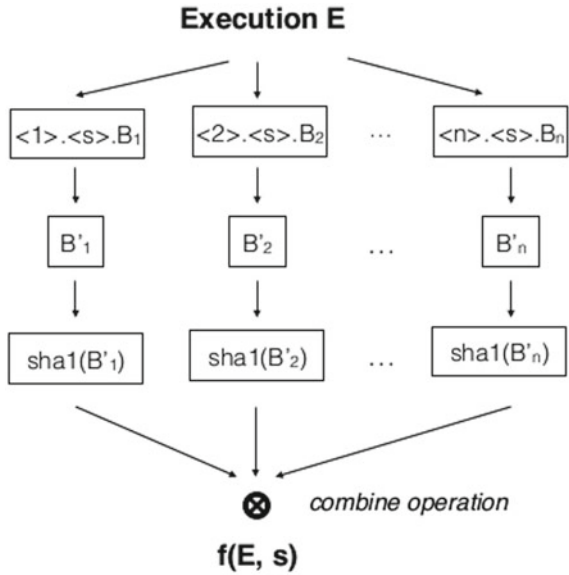 Execution E
<1>.<s>.B₁ <2>.<s>.B₂ ... <n>.<s>.Bₙ
B'₁ B'₂ ... B'ₙ
sha1(B'₁) sha1(B'₂) ... sha1(B'ₙ)
⊗ combine operation
f(E, s)